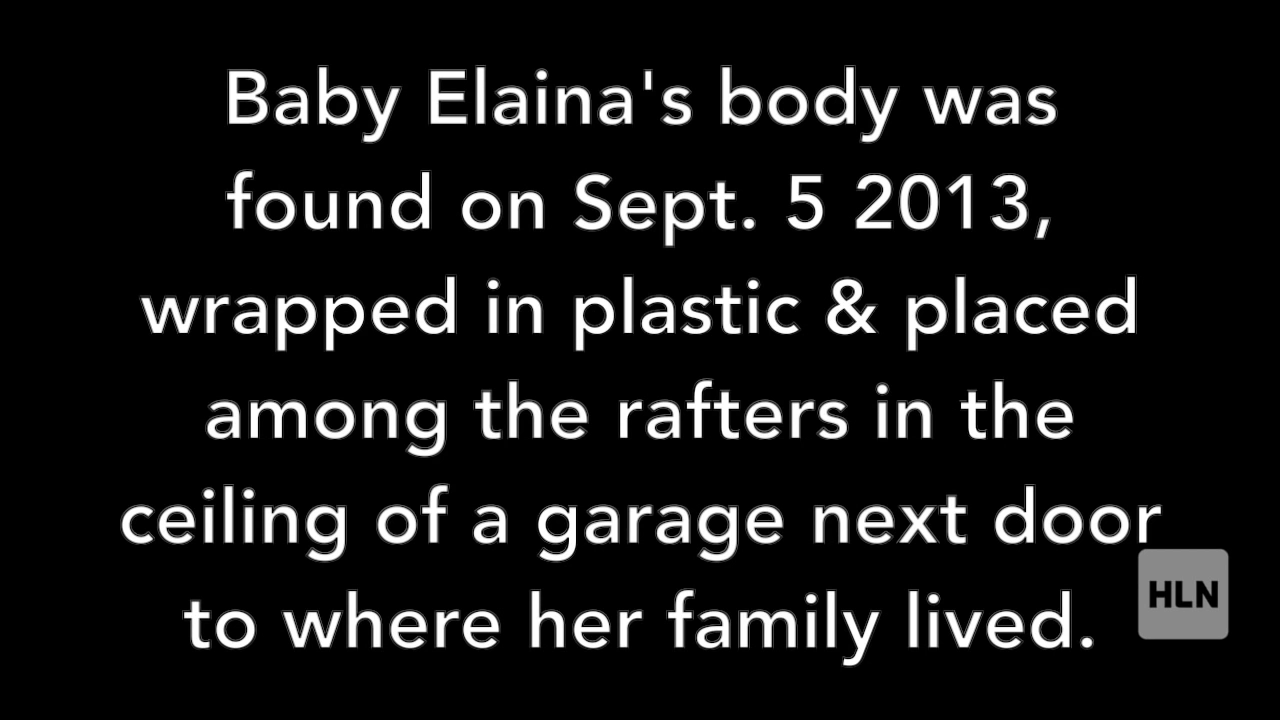 Baby Elaina's body was
found on Sept. 5 2013,
wrapped in plastic & placed
among the rafters in the
ceiling of a garage next door
to where her family lived.
HLN